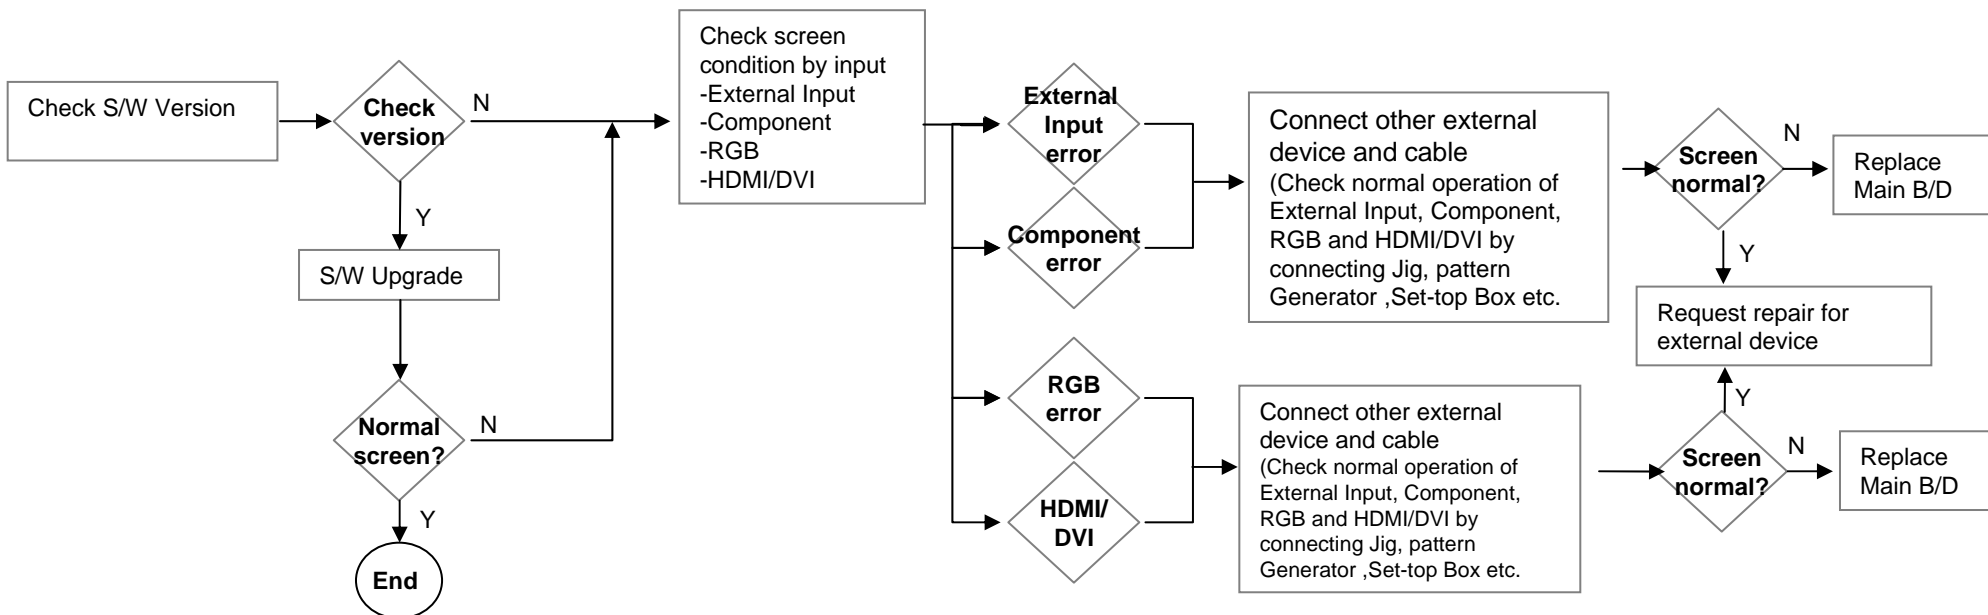 Check S/W Version
Check
version
N
Y
S/W Upgrade
Normal
screen?
N
Y
End
Check screen
condition by input
-External Input
-Component
-RGB
-HDMI/DVI
External
Input
error
Component
error
RGB
error
HDMI/
DVI
Connect other external
device and cable
(Check normal operation of
External Input, Component,
RGB and HDMI/DVI by
connecting Jig, pattern
Generator ,Set-top Box etc.
Screen
normal?
N
Replace
Main B/D
Y
Request repair for
external device
Connect other external
device and cable
(Check normal operation of
External Input, Component,
RGB and HDMI/DVI by
connecting Jig, pattern
Generator ,Set-top Box etc.
Y
Screen
normal?
N
Replace
Main B/D